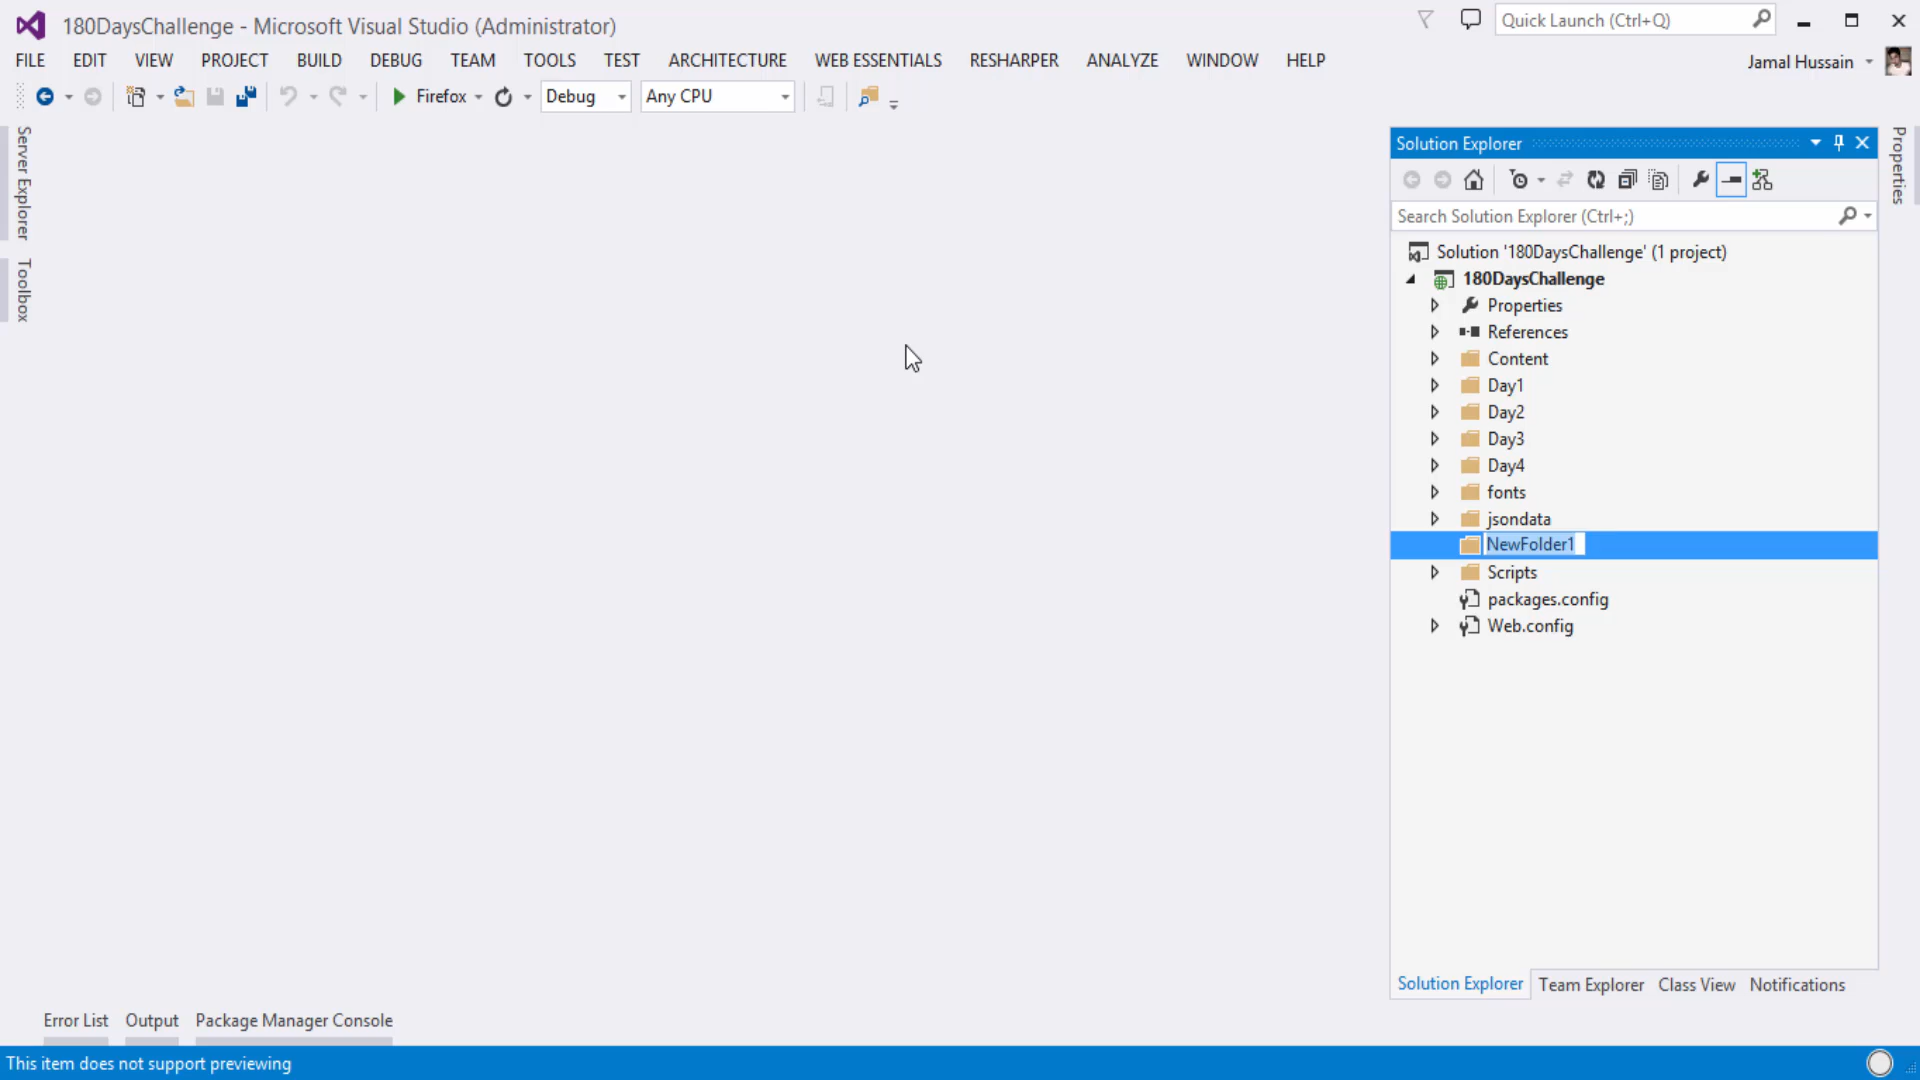 180DaysChallenge - Microsoft Visual Studio (Administrator)
Quick Launch (Ctrl+Q)
FILE EDIT VIEW PROJECT BUILD DEBUG TEAM TOOLS TEST ARCHITECTURE WEB ESSENTIALS RESHARPER ANALYZE WINDOW HELP
Jamal Hussain
Firefox Debug Any CPU
Server Explorer
Toolbox
Solution Explorer
Search Solution Explorer (Ctrl+;)
Solution '180DaysChallenge' (1 project)
180DaysChallenge
Properties
References
Content
Day1
Day2
Day3
Day4
fonts
jsondata
NewFolder1
Scripts
packages.config
Web.config
Solution Explorer Team Explorer Class View Notifications
Properties
Error List Output Package Manager Console
This item does not support previewing